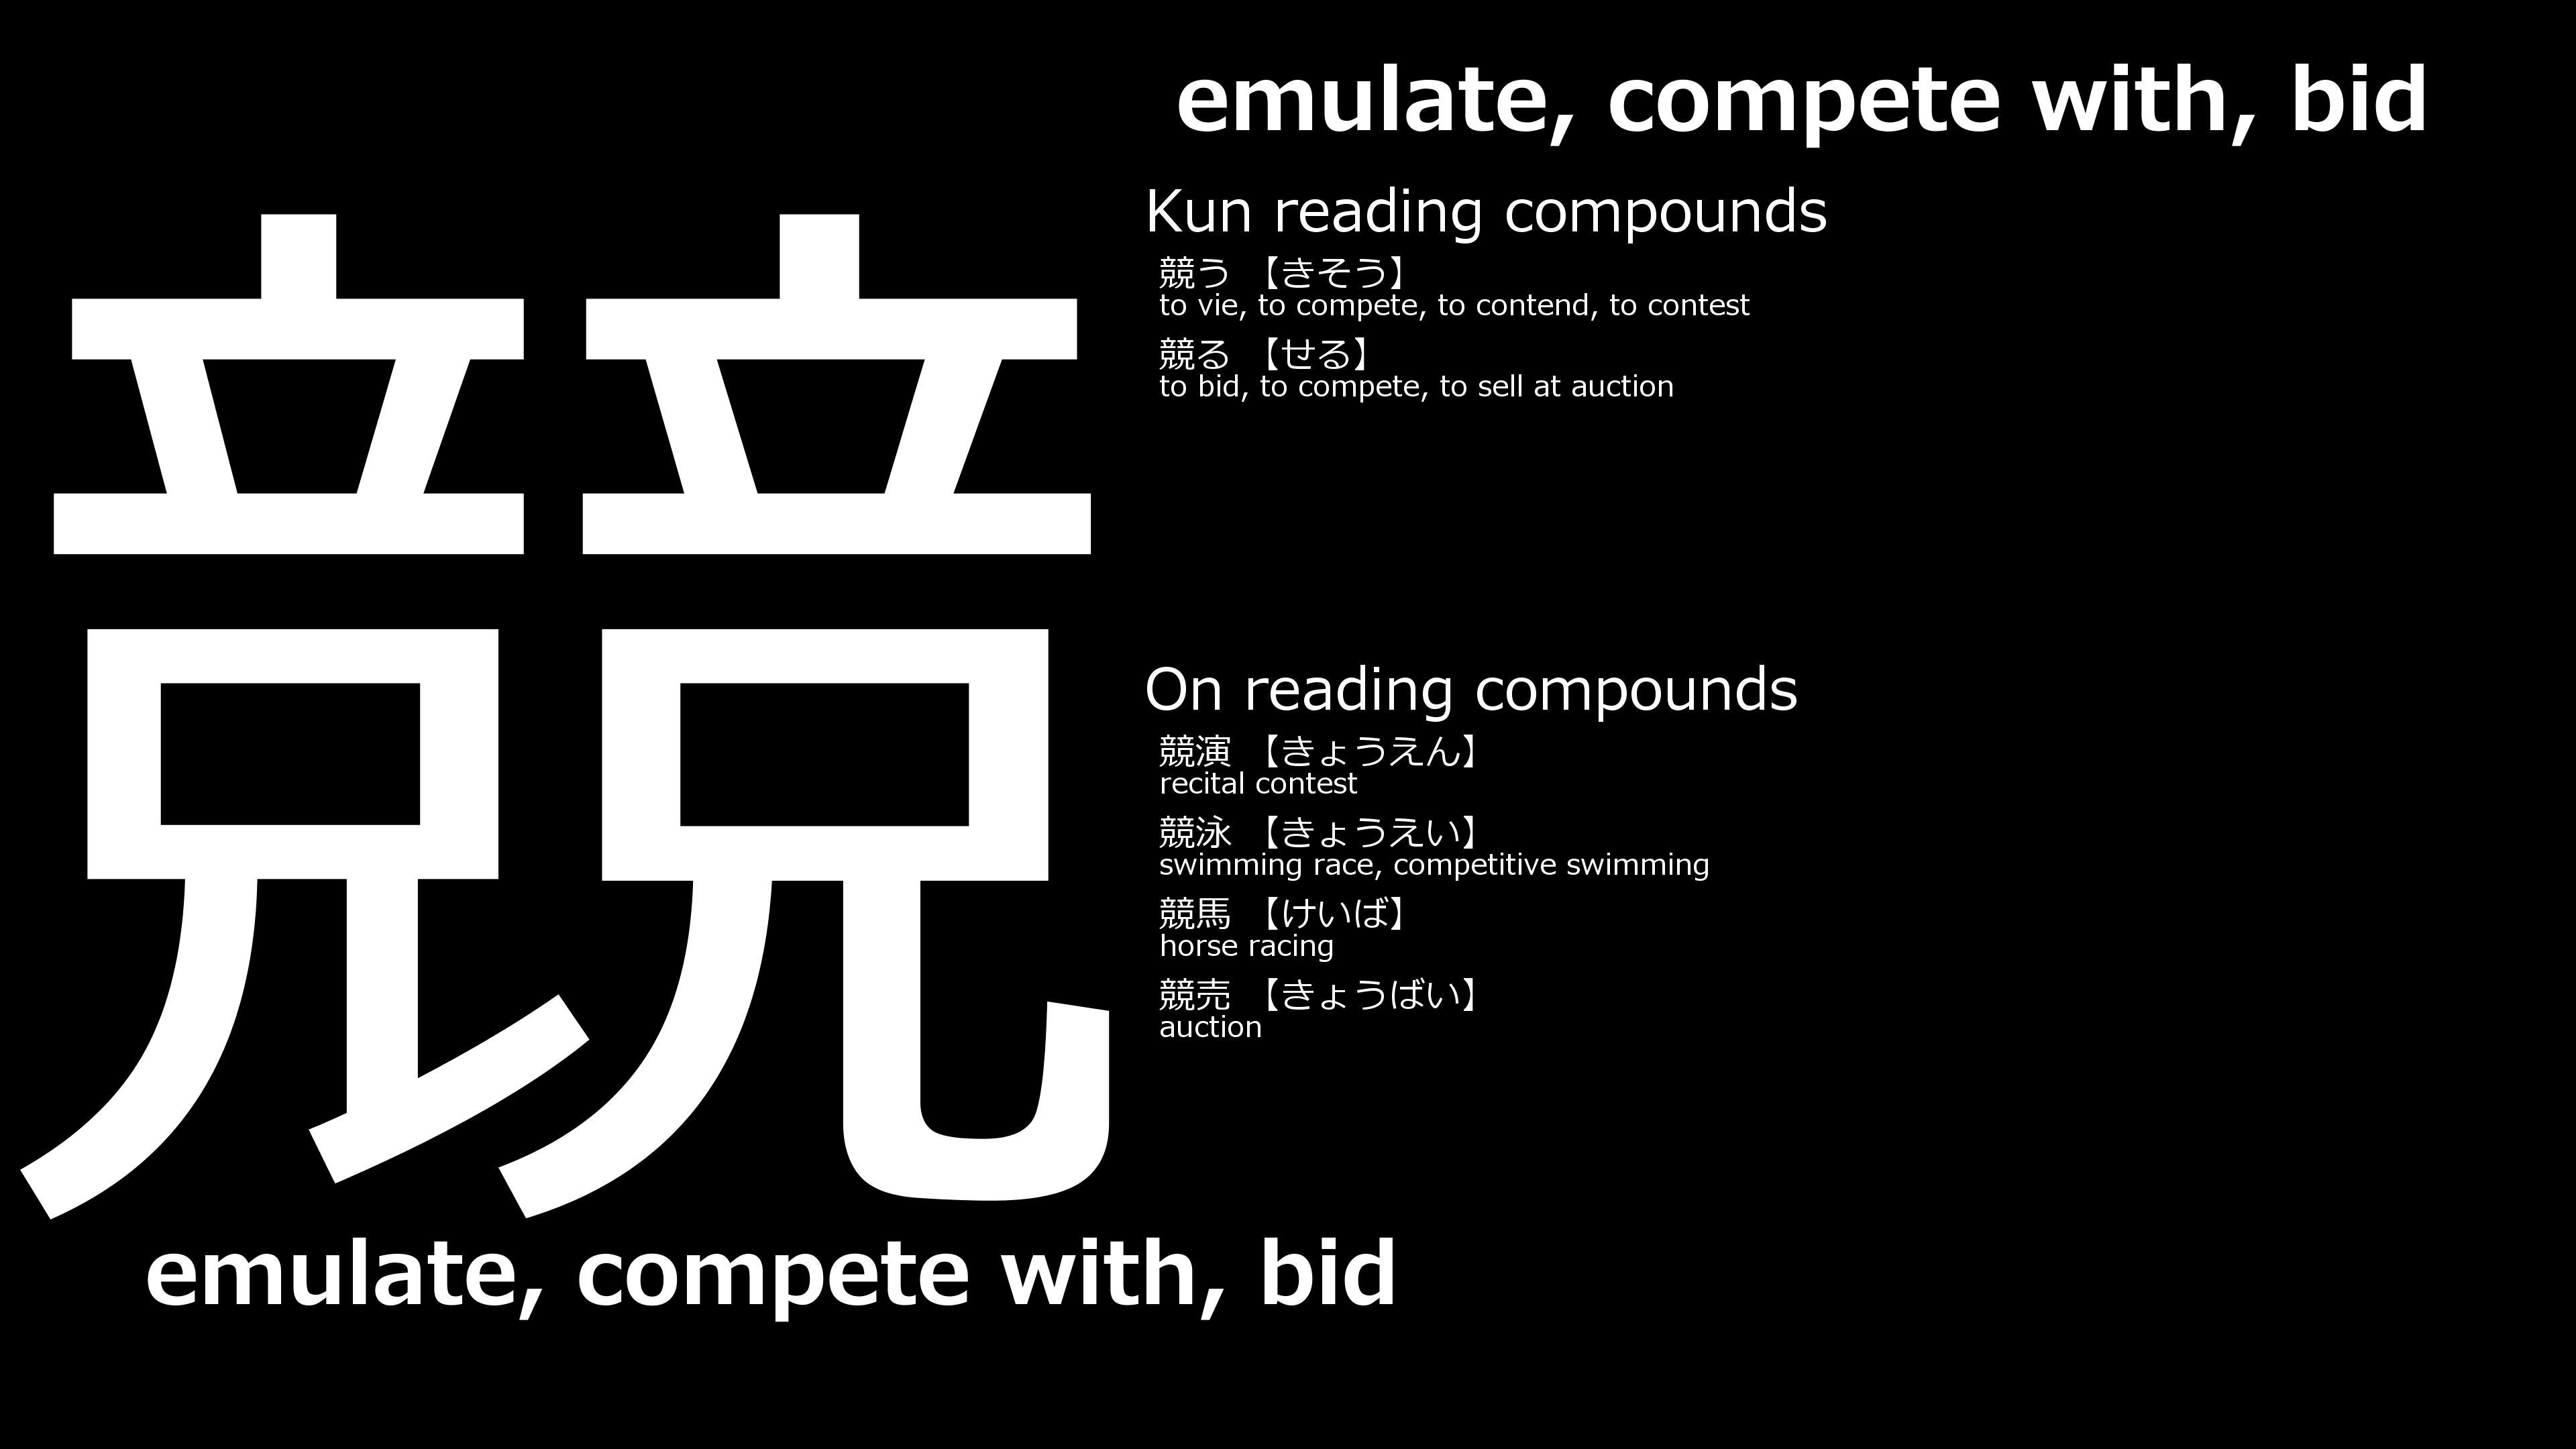 競
emulate, compete with, bid
emulate, compete with, bid
Kun reading compounds
競う 【きそう】
to vie, to compete, to contend, to contest
競る 【せる】
to bid, to compete, to sell at auction
On reading compounds
競演 【きょうえん】
recital contest
競泳 【きょうえい】
swimming race, competitive swimming
競馬 【けいば】
horse racing
競売 【きょうばい】
auction